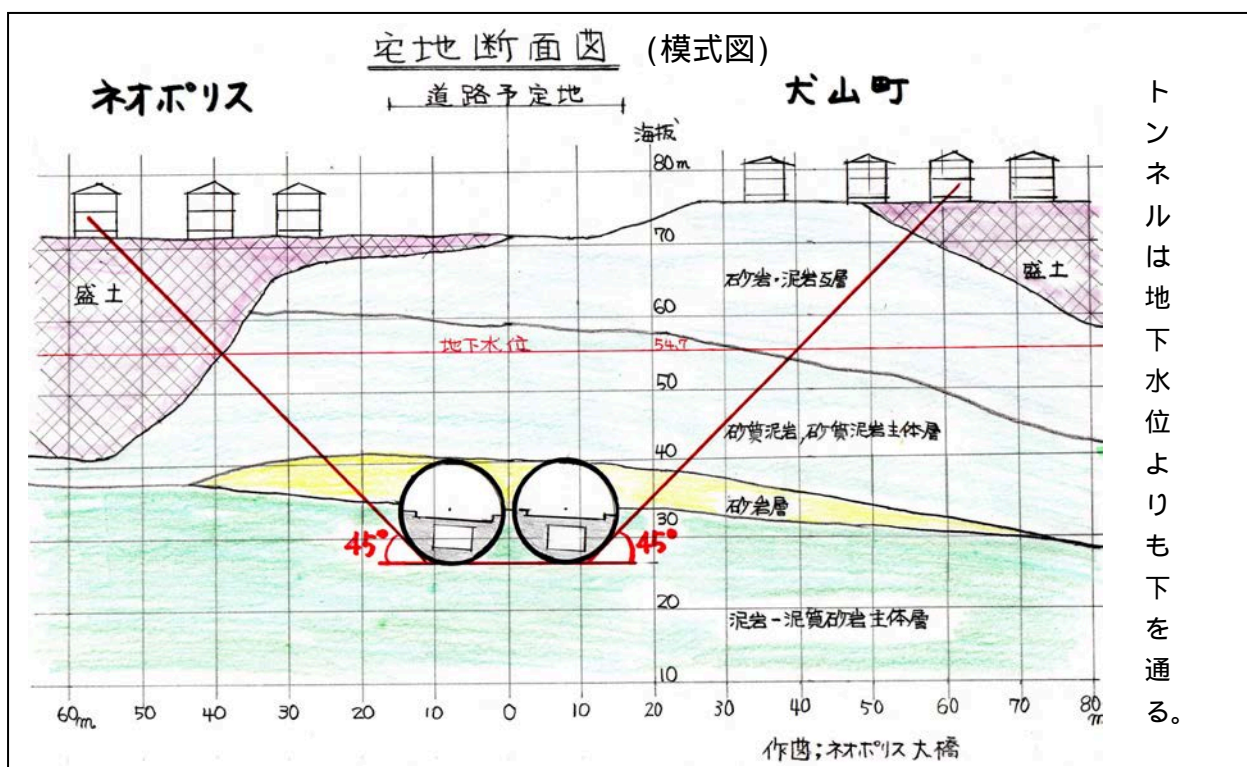 宅地断面図 (模式図)
ネオポリス
道路予定地
犬山町
海抜
80m
70
盛土
砂岩・泥岩互層
盛土
60
地下水位
54.7
50
砂質泥岩,砂質泥岩主体層
40
砂岩層
30
45°
45°
20
泥岩-泥質砂岩主体層
10
60m 50 40 30 20 10 0 10 20 30 40 50 60 70 80m
作図;ネオポリス 大橋
トンネルは地下水位よりも下を通る。